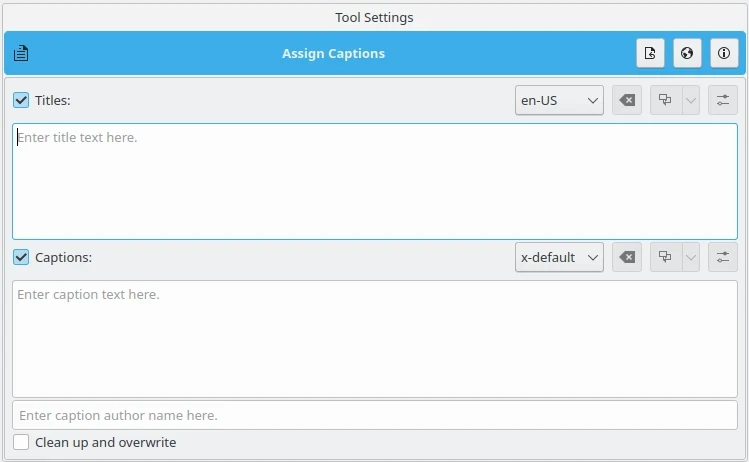 Tool Settings
Assign Captions
Titles:
en-US
Enter title text here.
Captions:
x-default
Enter caption text here.
Enter caption author name here.
Clean up and overwrite